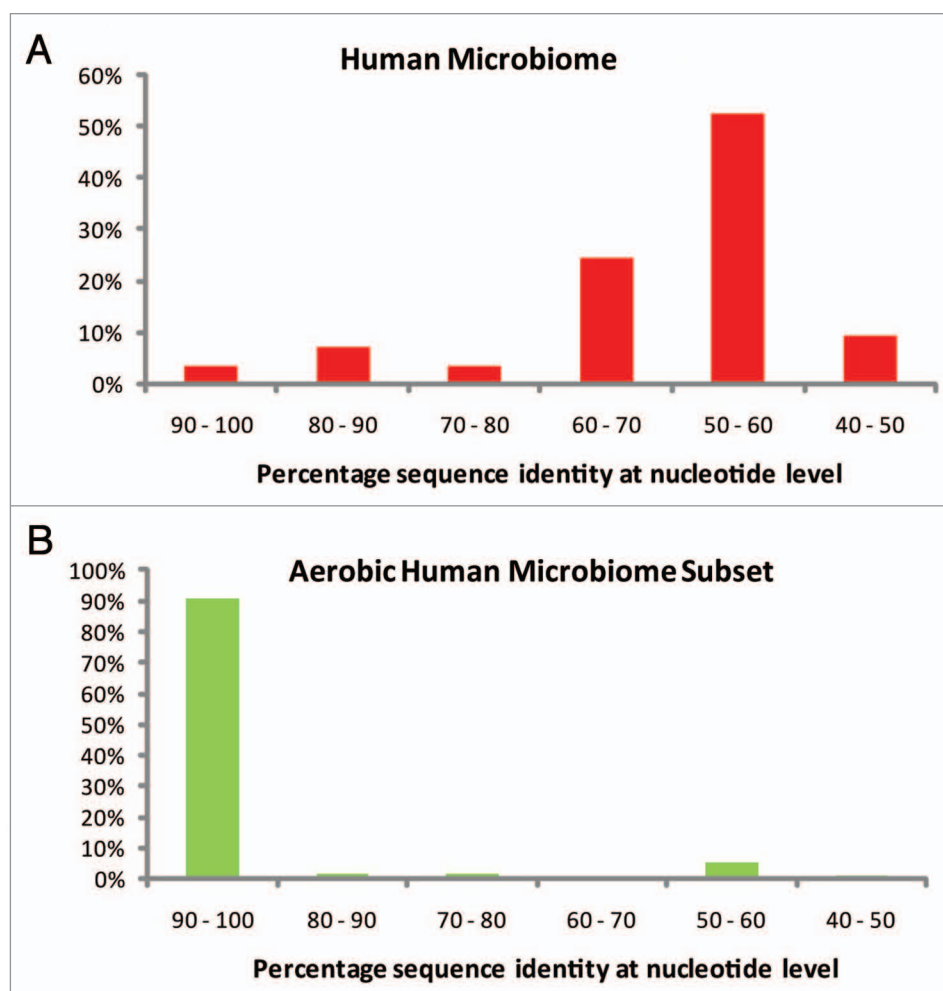 A
Human Microbiome
60%
50%
40%
30%
20%
10%
0%
90 - 100 80 - 90 70 - 80 60 - 70 50 - 60 40 - 50
Percentage sequence identity at nucleotide level
B
Aerobic Human Microbiome Subset
100%
90%
80%
70%
60%
50%
40%
30%
20%
10%
0%
90 - 100 80 - 90 70 - 80 60 - 70 50 - 60 40 - 50
Percentage sequence identity at nucleotide level